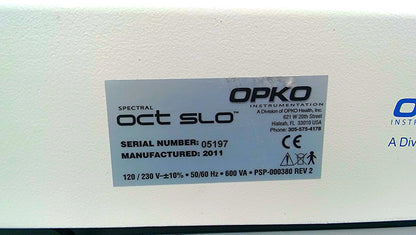 SPECTRAL
OCT SLO™
OPKO
INSTRUMENTATION
A Division of OPKO Health, Inc.
621 W 20th Street
Hialeah, FL 33010 USA
Phone: 305-575-4178
SERIAL NUMBER: 05197
MANUFACTURED: 2011
CE
120 / 230 V~±10% • 50/60 Hz • 600 VA • PSP-000380 REV 2
O
INSTR
A Div